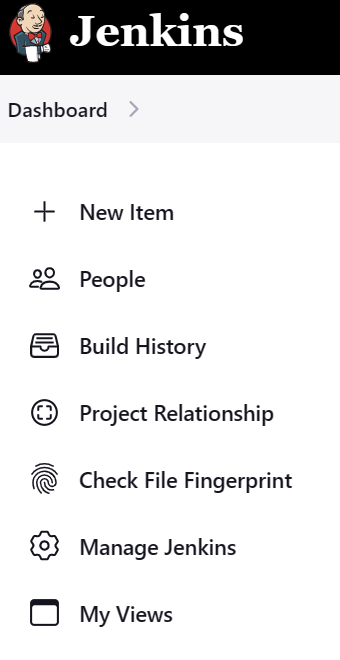 Jenkins
Dashboard
New Item
People
Build History
Project Relationship
Check File Fingerprint
Manage Jenkins
My Views